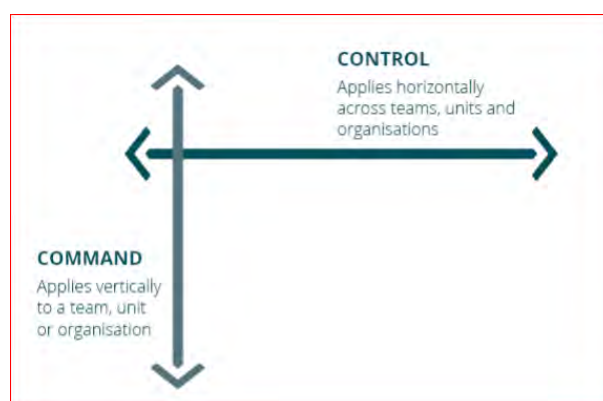 CONTROL
Applies horizontally
across teams, units and
organisations
COMMAND
Applies vertically
to a team, unit
or organisation